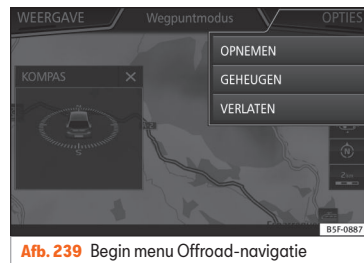 WEERGAVE Wegpuntmodus OPTIES
OPNEMEN
KOMPAS
GEHEUGEN
VERLATEN
S
B5F-0887
Afb. 239 Begin menu Offroad-navigatie